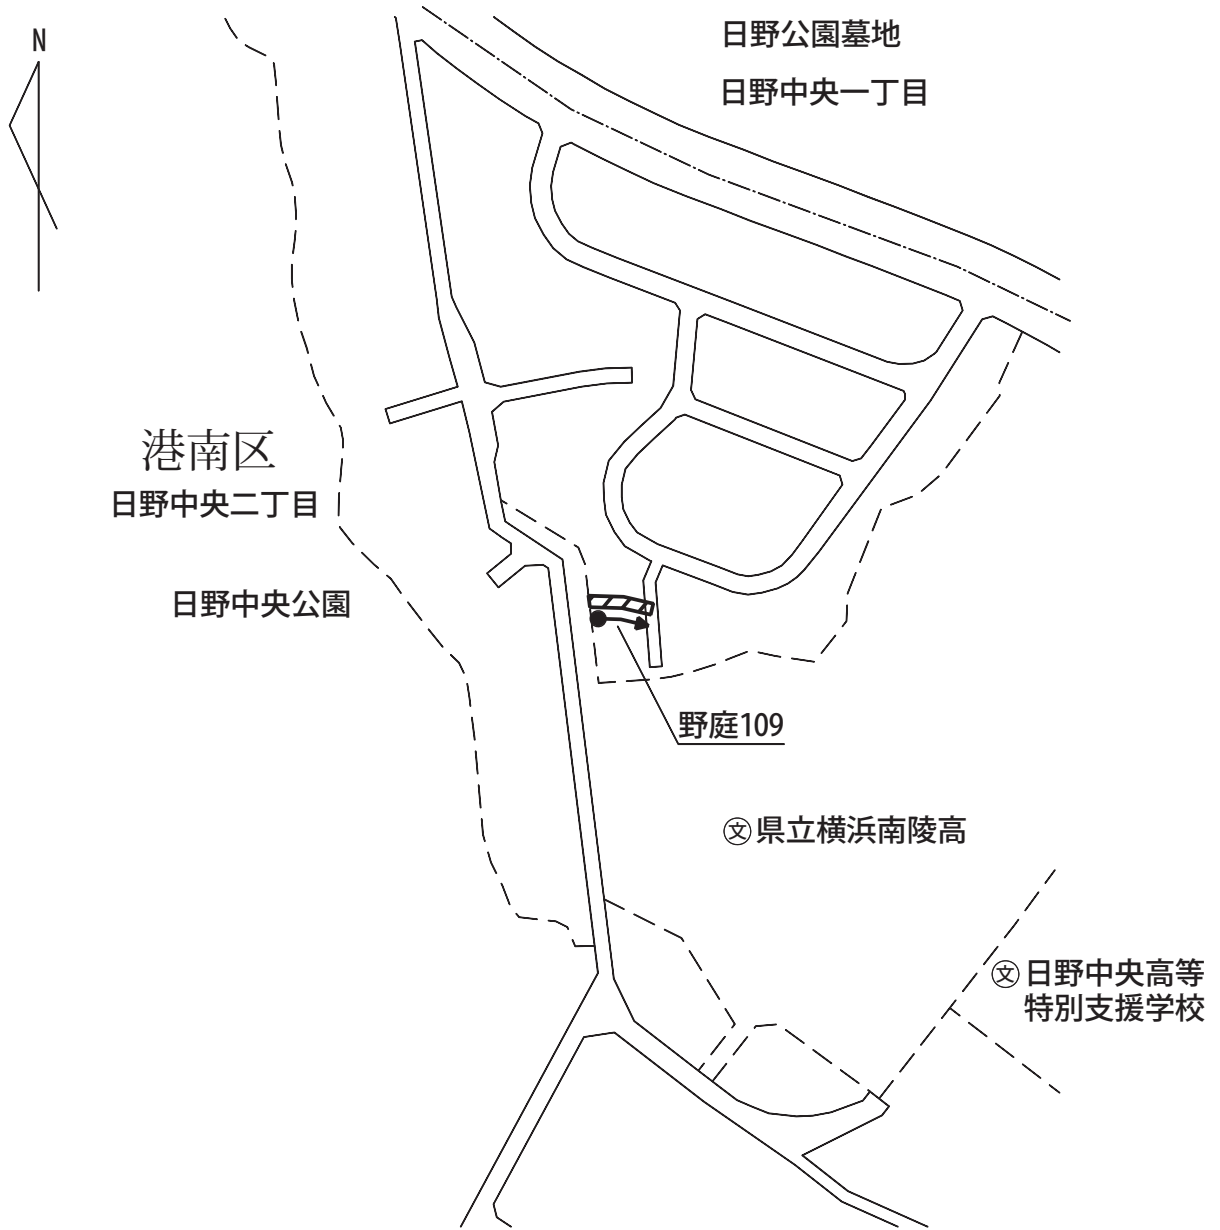 N
日野公園墓地
日野中央一丁目
港南区
日野中央二丁目
日野中央公園
野庭109
文 県立横浜南陵高
文 日野中央高等
特別支援学校